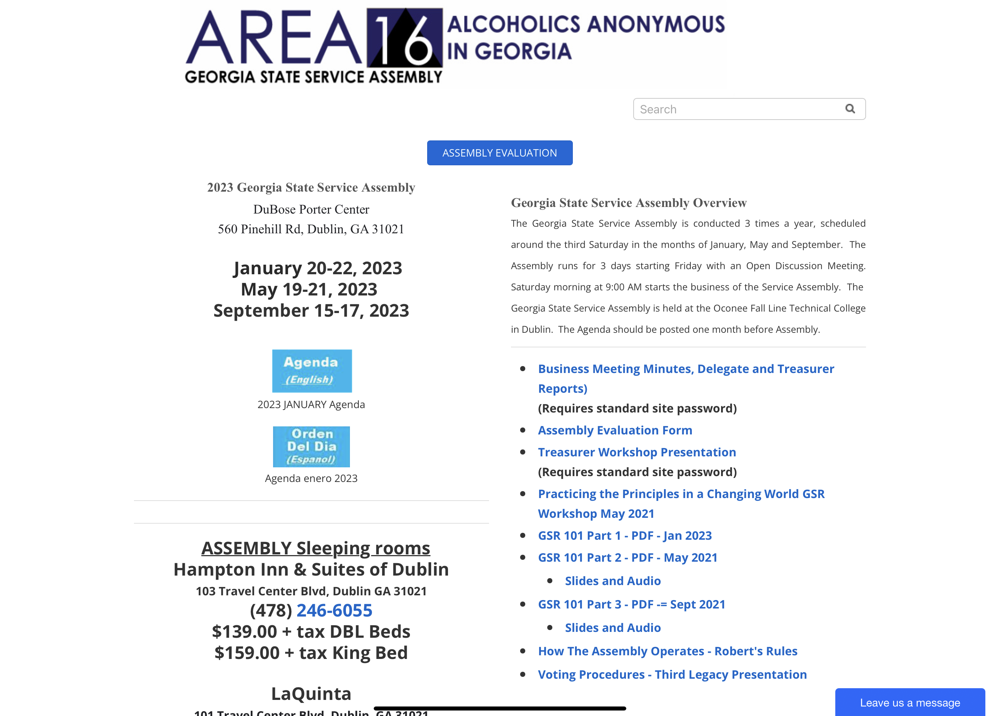 AREA 16 ALCOHOLICS ANONYMOUS
IN GEORGIA
GEORGIA STATE SERVICE ASSEMBLY
Search
ASSEMBLY EVALUATION
2023 Georgia State Service Assembly
DuBose Porter Center
560 Pinehill Rd, Dublin, GA 31021
January 20-22, 2023
May 19-21, 2023
September 15-17, 2023
Agenda
(English)
2023 JANUARY Agenda
Orden
Del Dia
(Espanol)
Agenda enero 2023
ASSEMBLY Sleeping rooms
Hampton Inn & Suites of Dublin
103 Travel Center Blvd, Dublin GA 31021
(478) 246-6055
$139.00 + tax DBL Beds
$159.00 + tax King Bed
LaQuinta
101 Travel Center Blvd, Dublin, GA 31021
Georgia State Service Assembly Overview
The Georgia State Service Assembly is conducted 3 times a year, scheduled
around the third Saturday in the months of January, May and September. The
Assembly runs for 3 days starting Friday with an Open Discussion Meeting.
Saturday morning at 9:00 AM starts the business of the Service Assembly. The
Georgia State Service Assembly is held at the Oconee Fall Line Technical College
in Dublin. The Agenda should be posted one month before Assembly.
Business Meeting Minutes, Delegate and Treasurer
Reports)
(Requires standard site password)
Assembly Evaluation Form
Treasurer Workshop Presentation
(Requires standard site password)
Practicing the Principles in a Changing World GSR
Workshop May 2021
GSR 101 Part 1 - PDF - Jan 2023
GSR 101 Part 2 - PDF - May 2021
Slides and Audio
GSR 101 Part 3 - PDF -= Sept 2021
Slides and Audio
How The Assembly Operates - Robert's Rules
Voting Procedures - Third Legacy Presentation
Leave us a message